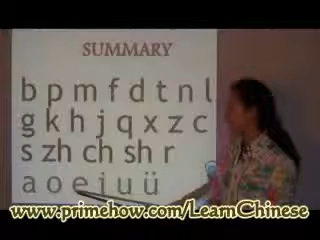 SUMMARY
b p m f d t n l
g k h j q x z c
s zh ch sh r
a o e i u ü
www.primehow.com/LearnChinese